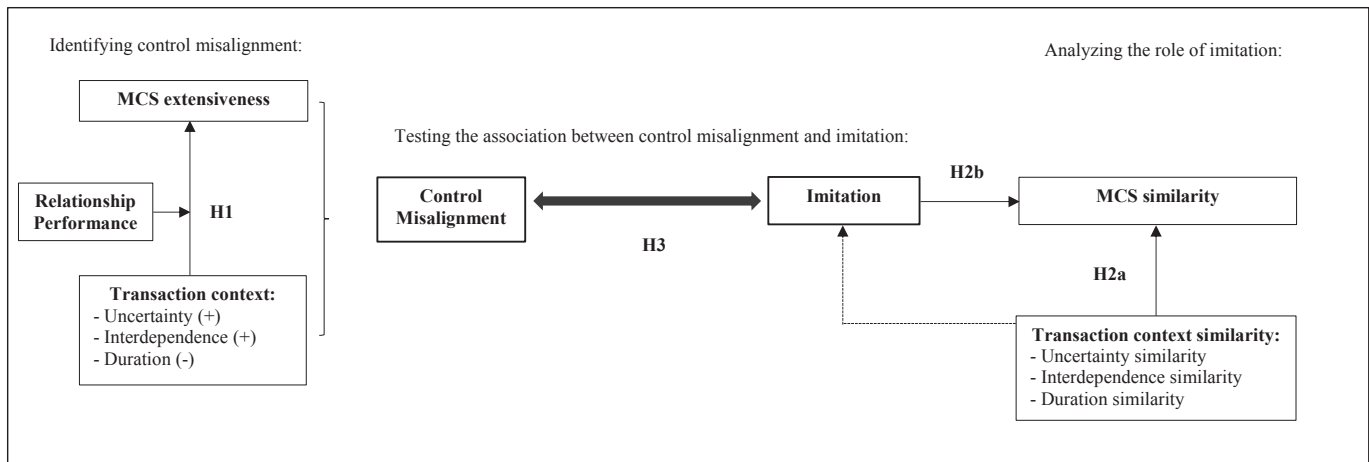 Identifying control misalignment:
MCS extensiveness
Relationship
Performance
H1
Transaction context:
- Uncertainty (+)
- Interdependence (+)
- Duration (-)
Testing the association between control misalignment and imitation:
Control
Misalignment
H3
Imitation
Analyzing the role of imitation:
H2b
MCS similarity
H2a
Transaction context similarity:
- Uncertainty similarity
- Interdependence similarity
- Duration similarity